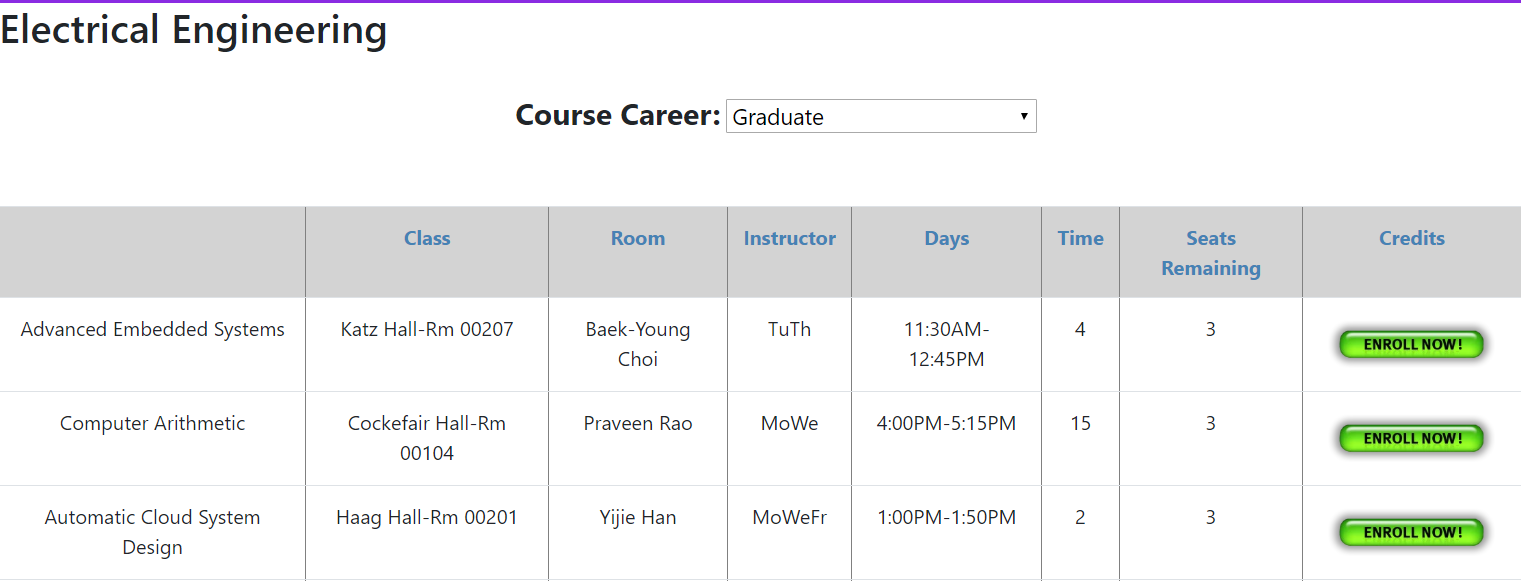 Electrical Engineering
Course Career: Graduate
Class Room Instructor Days Time Seats Remaining Credits
Advanced Embedded Systems Katz Hall-Rm 00207 Baek-Young Choi TuTh 11:30AM-12:45PM 4 3 ENROLL NOW!
Computer Arithmetic Cockefair Hall-Rm 00104 Praveen Rao MoWe 4:00PM-5:15PM 15 3 ENROLL NOW!
Automatic Cloud System Design Haag Hall-Rm 00201 Yijie Han MoWeFr 1:00PM-1:50PM 2 3 ENROLL NOW!